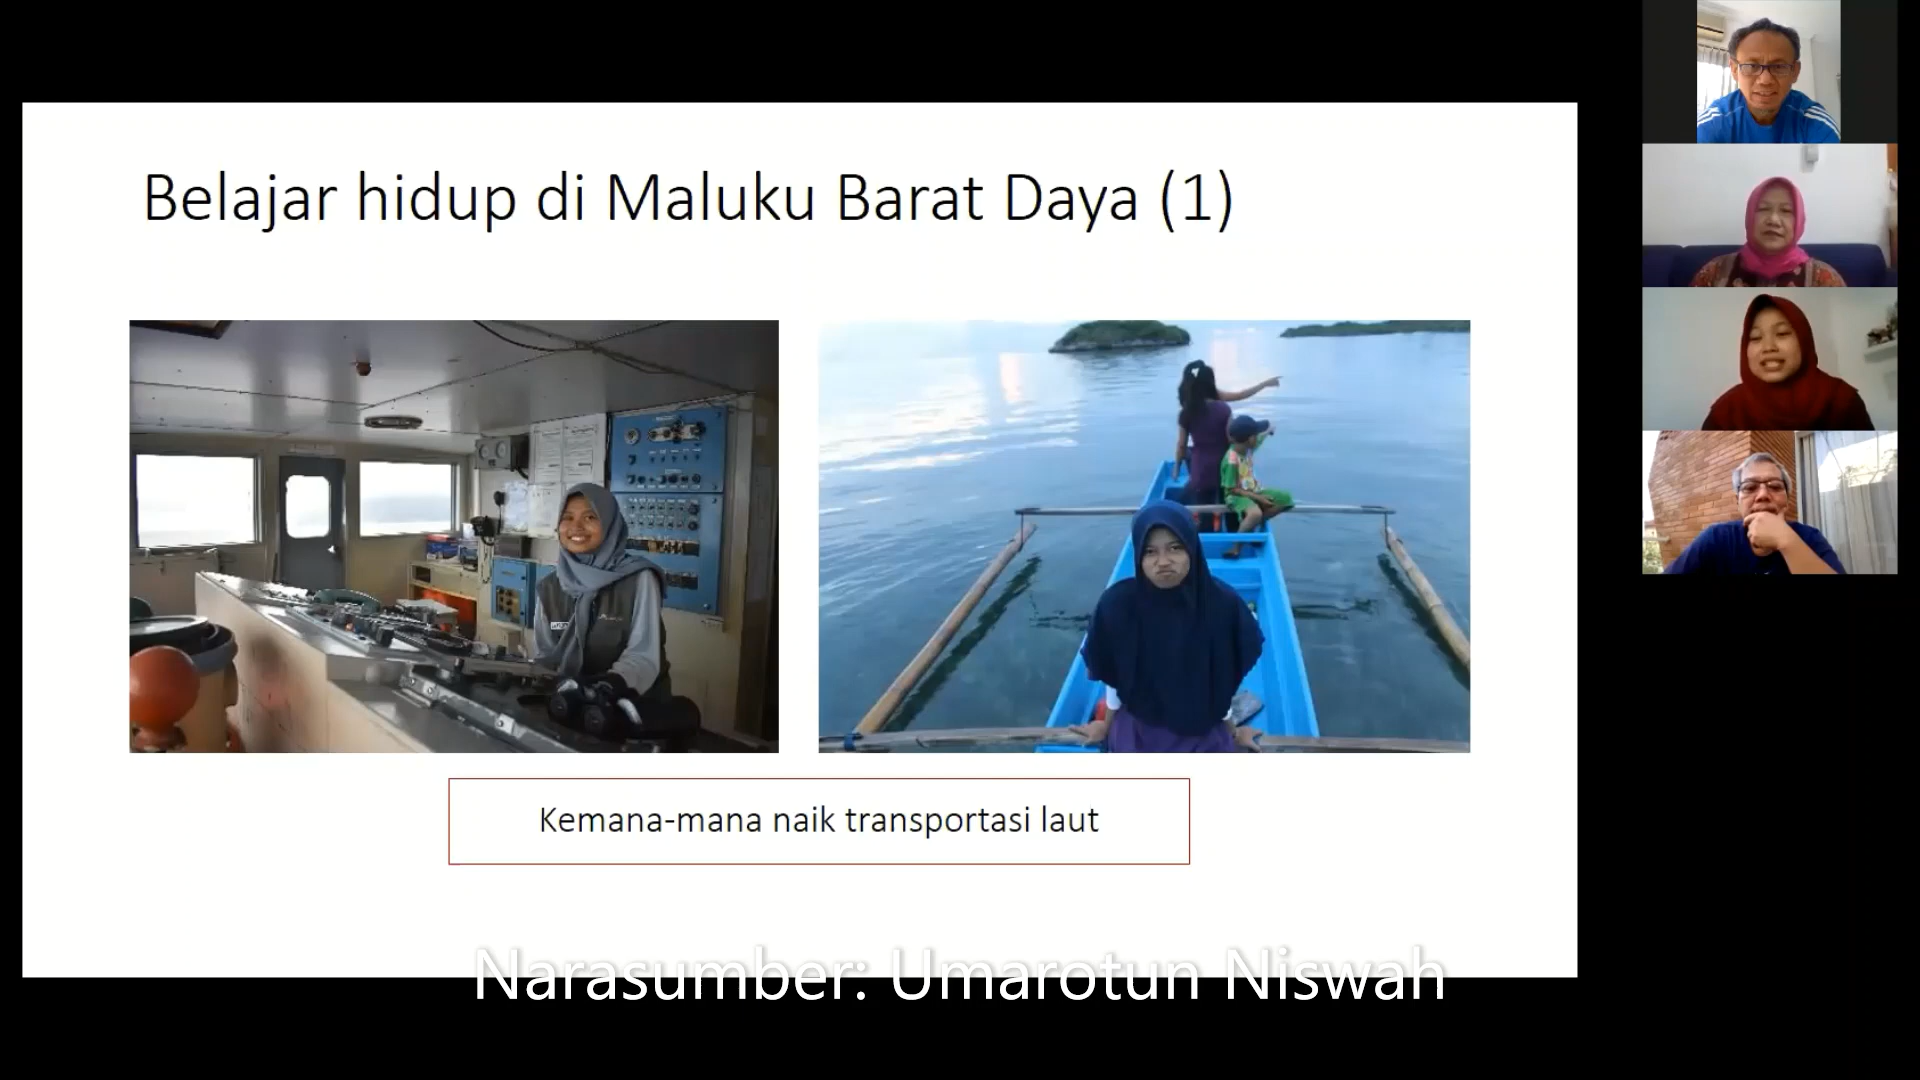 Belajar hidup di Maluku Barat Daya (1)
Kemana-mana naik transportasi laut
Narasumber: Umarotun Niswah